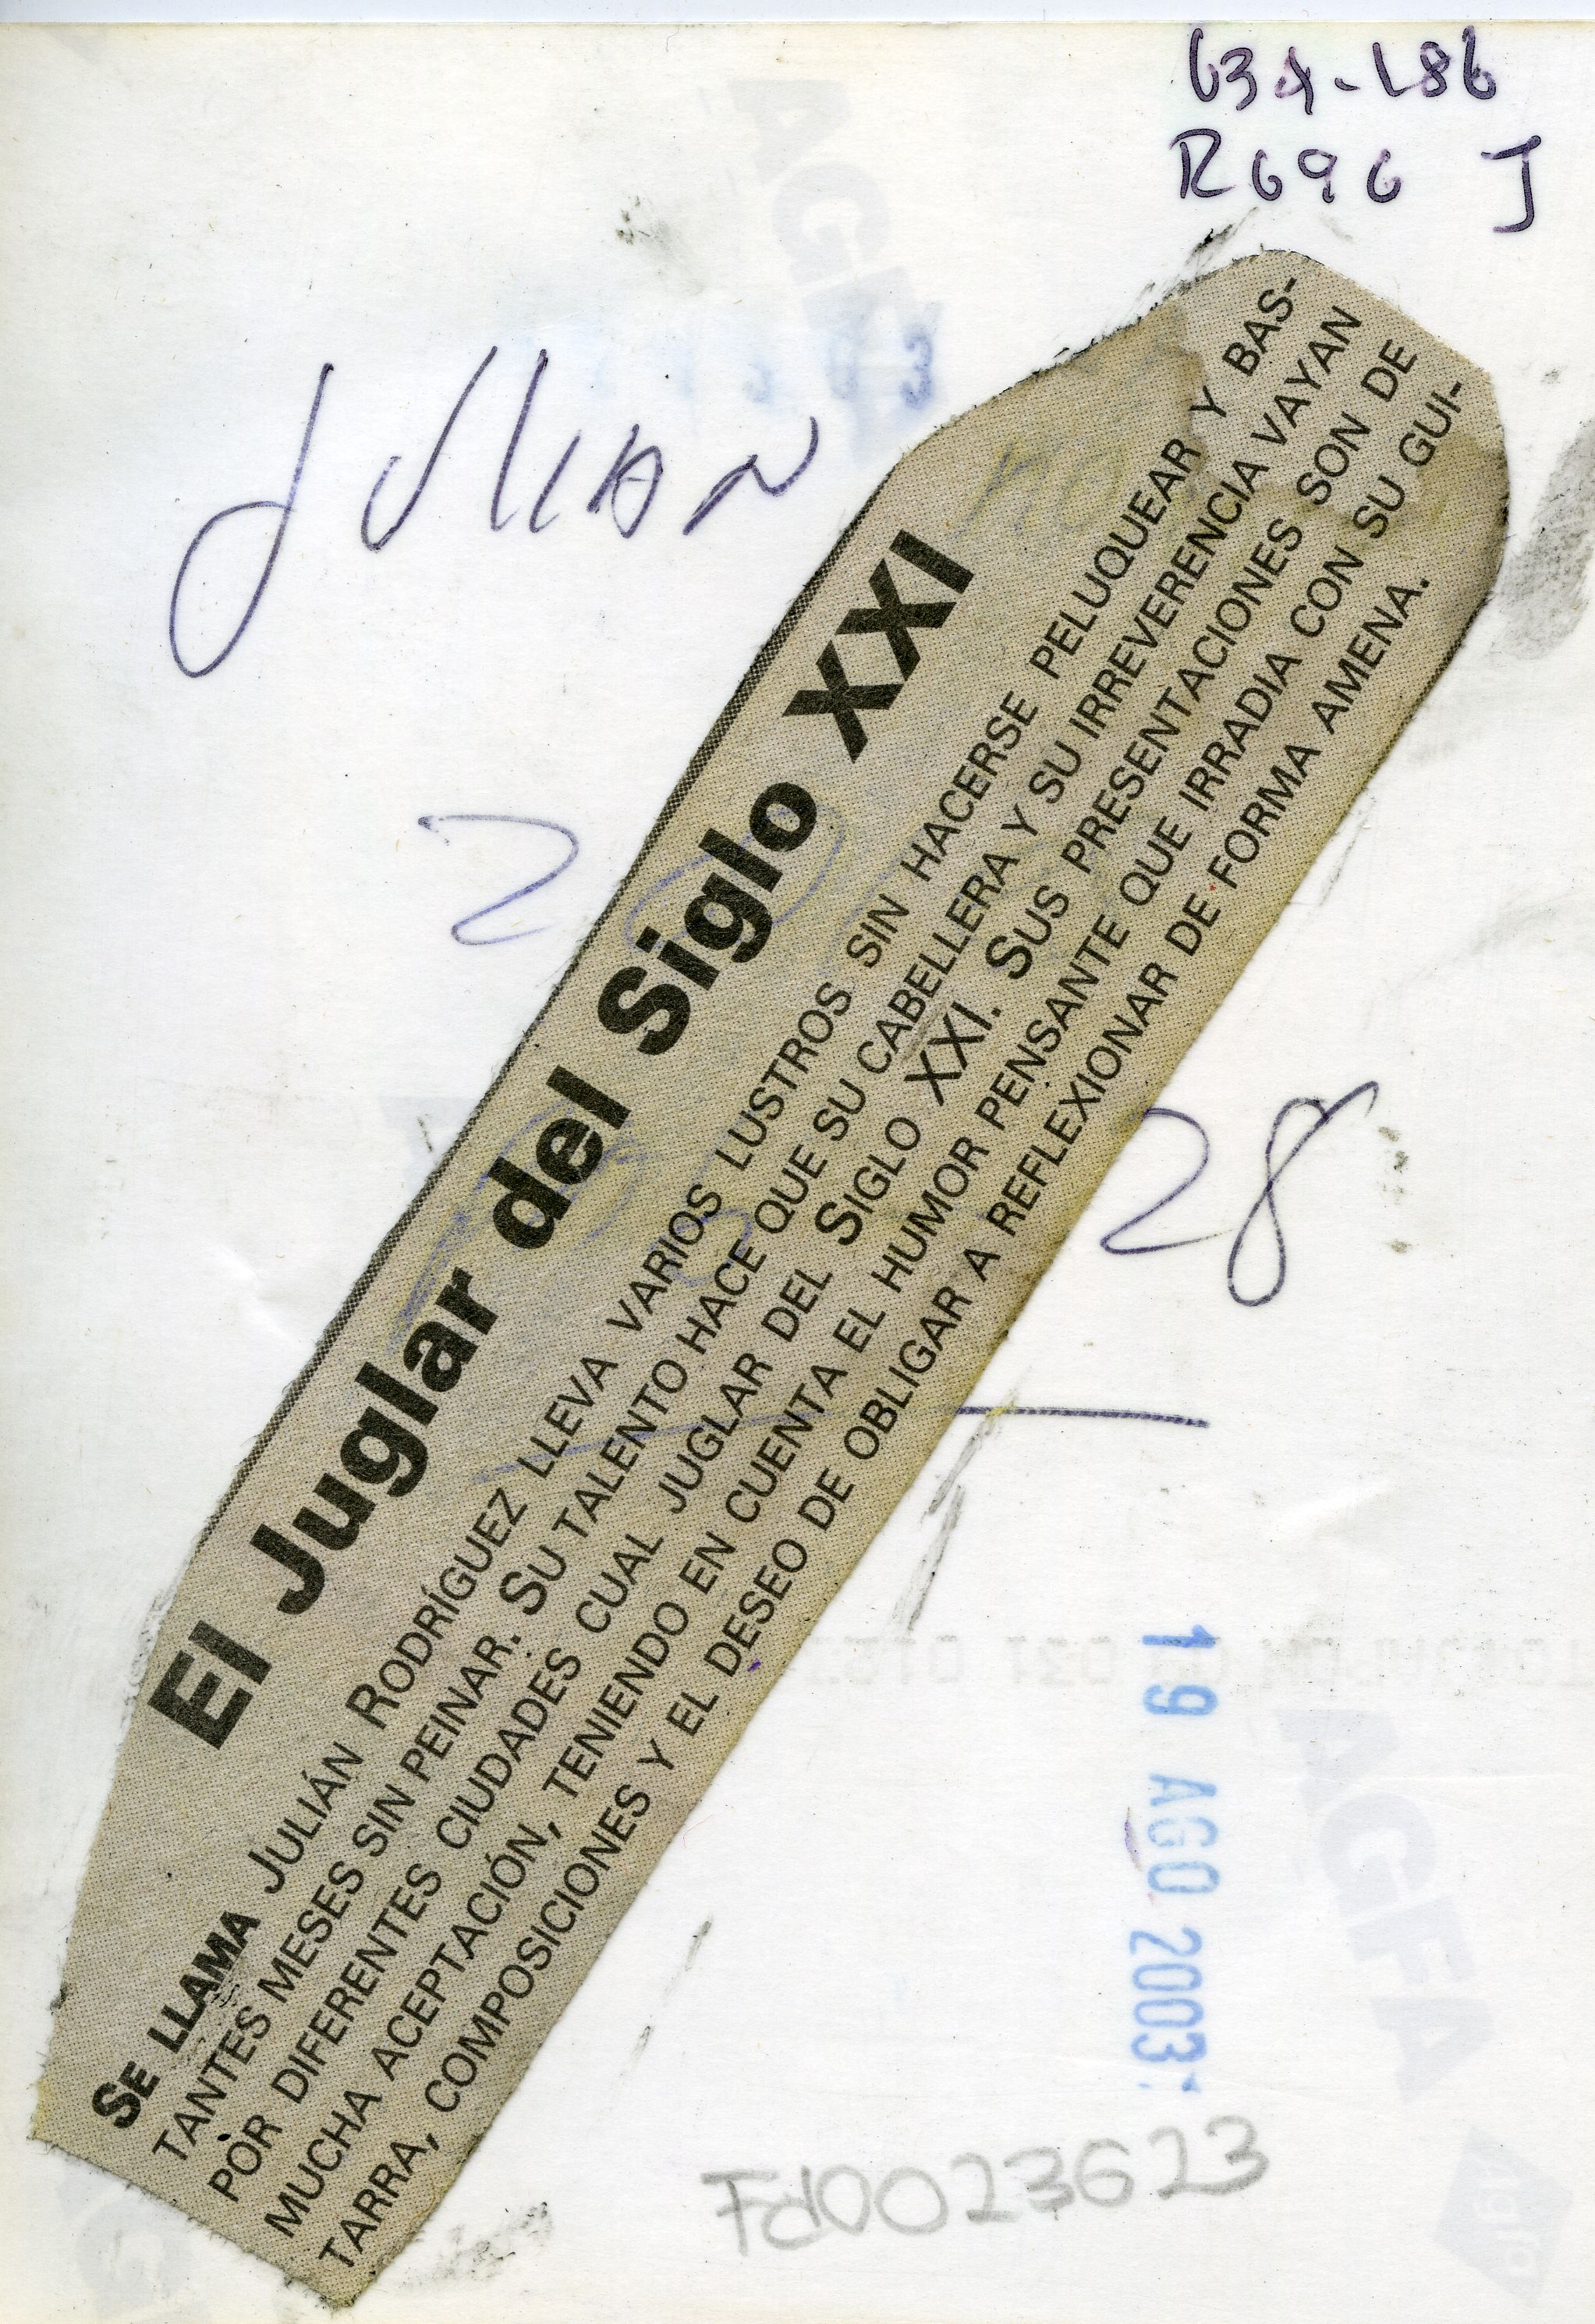 634-L86
R696 J
JULIAN
2
28
El Juglar del Siglo XXI
SE LLAMA JULIÁN RODRÍGUEZ LLEVA VARIOS LUSTROS SIN HACERSE PELUQUEAR Y BAS-
TANTES MESES SIN PEINAR. SU TALENTO HACE QUE SU CABELLERA Y SU IRREVERENCIA VAYAN
POR DIFERENTES CIUDADES CUAL JUGLAR DEL SIGLO XXI. SUS PRESENTACIONES SON DE
MUCHA ACEPTACIÓN, TENIENDO EN CUENTA EL HUMOR PENSANTE QUE IRRADIA CON SU GUI-
TARRA, COMPOSICIONES Y EL DESEO DE OBLIGAR A REFLEXIONAR DE FORMA AMENA.
19 AGO 2003
Fd0023623
AGFA
AGFA